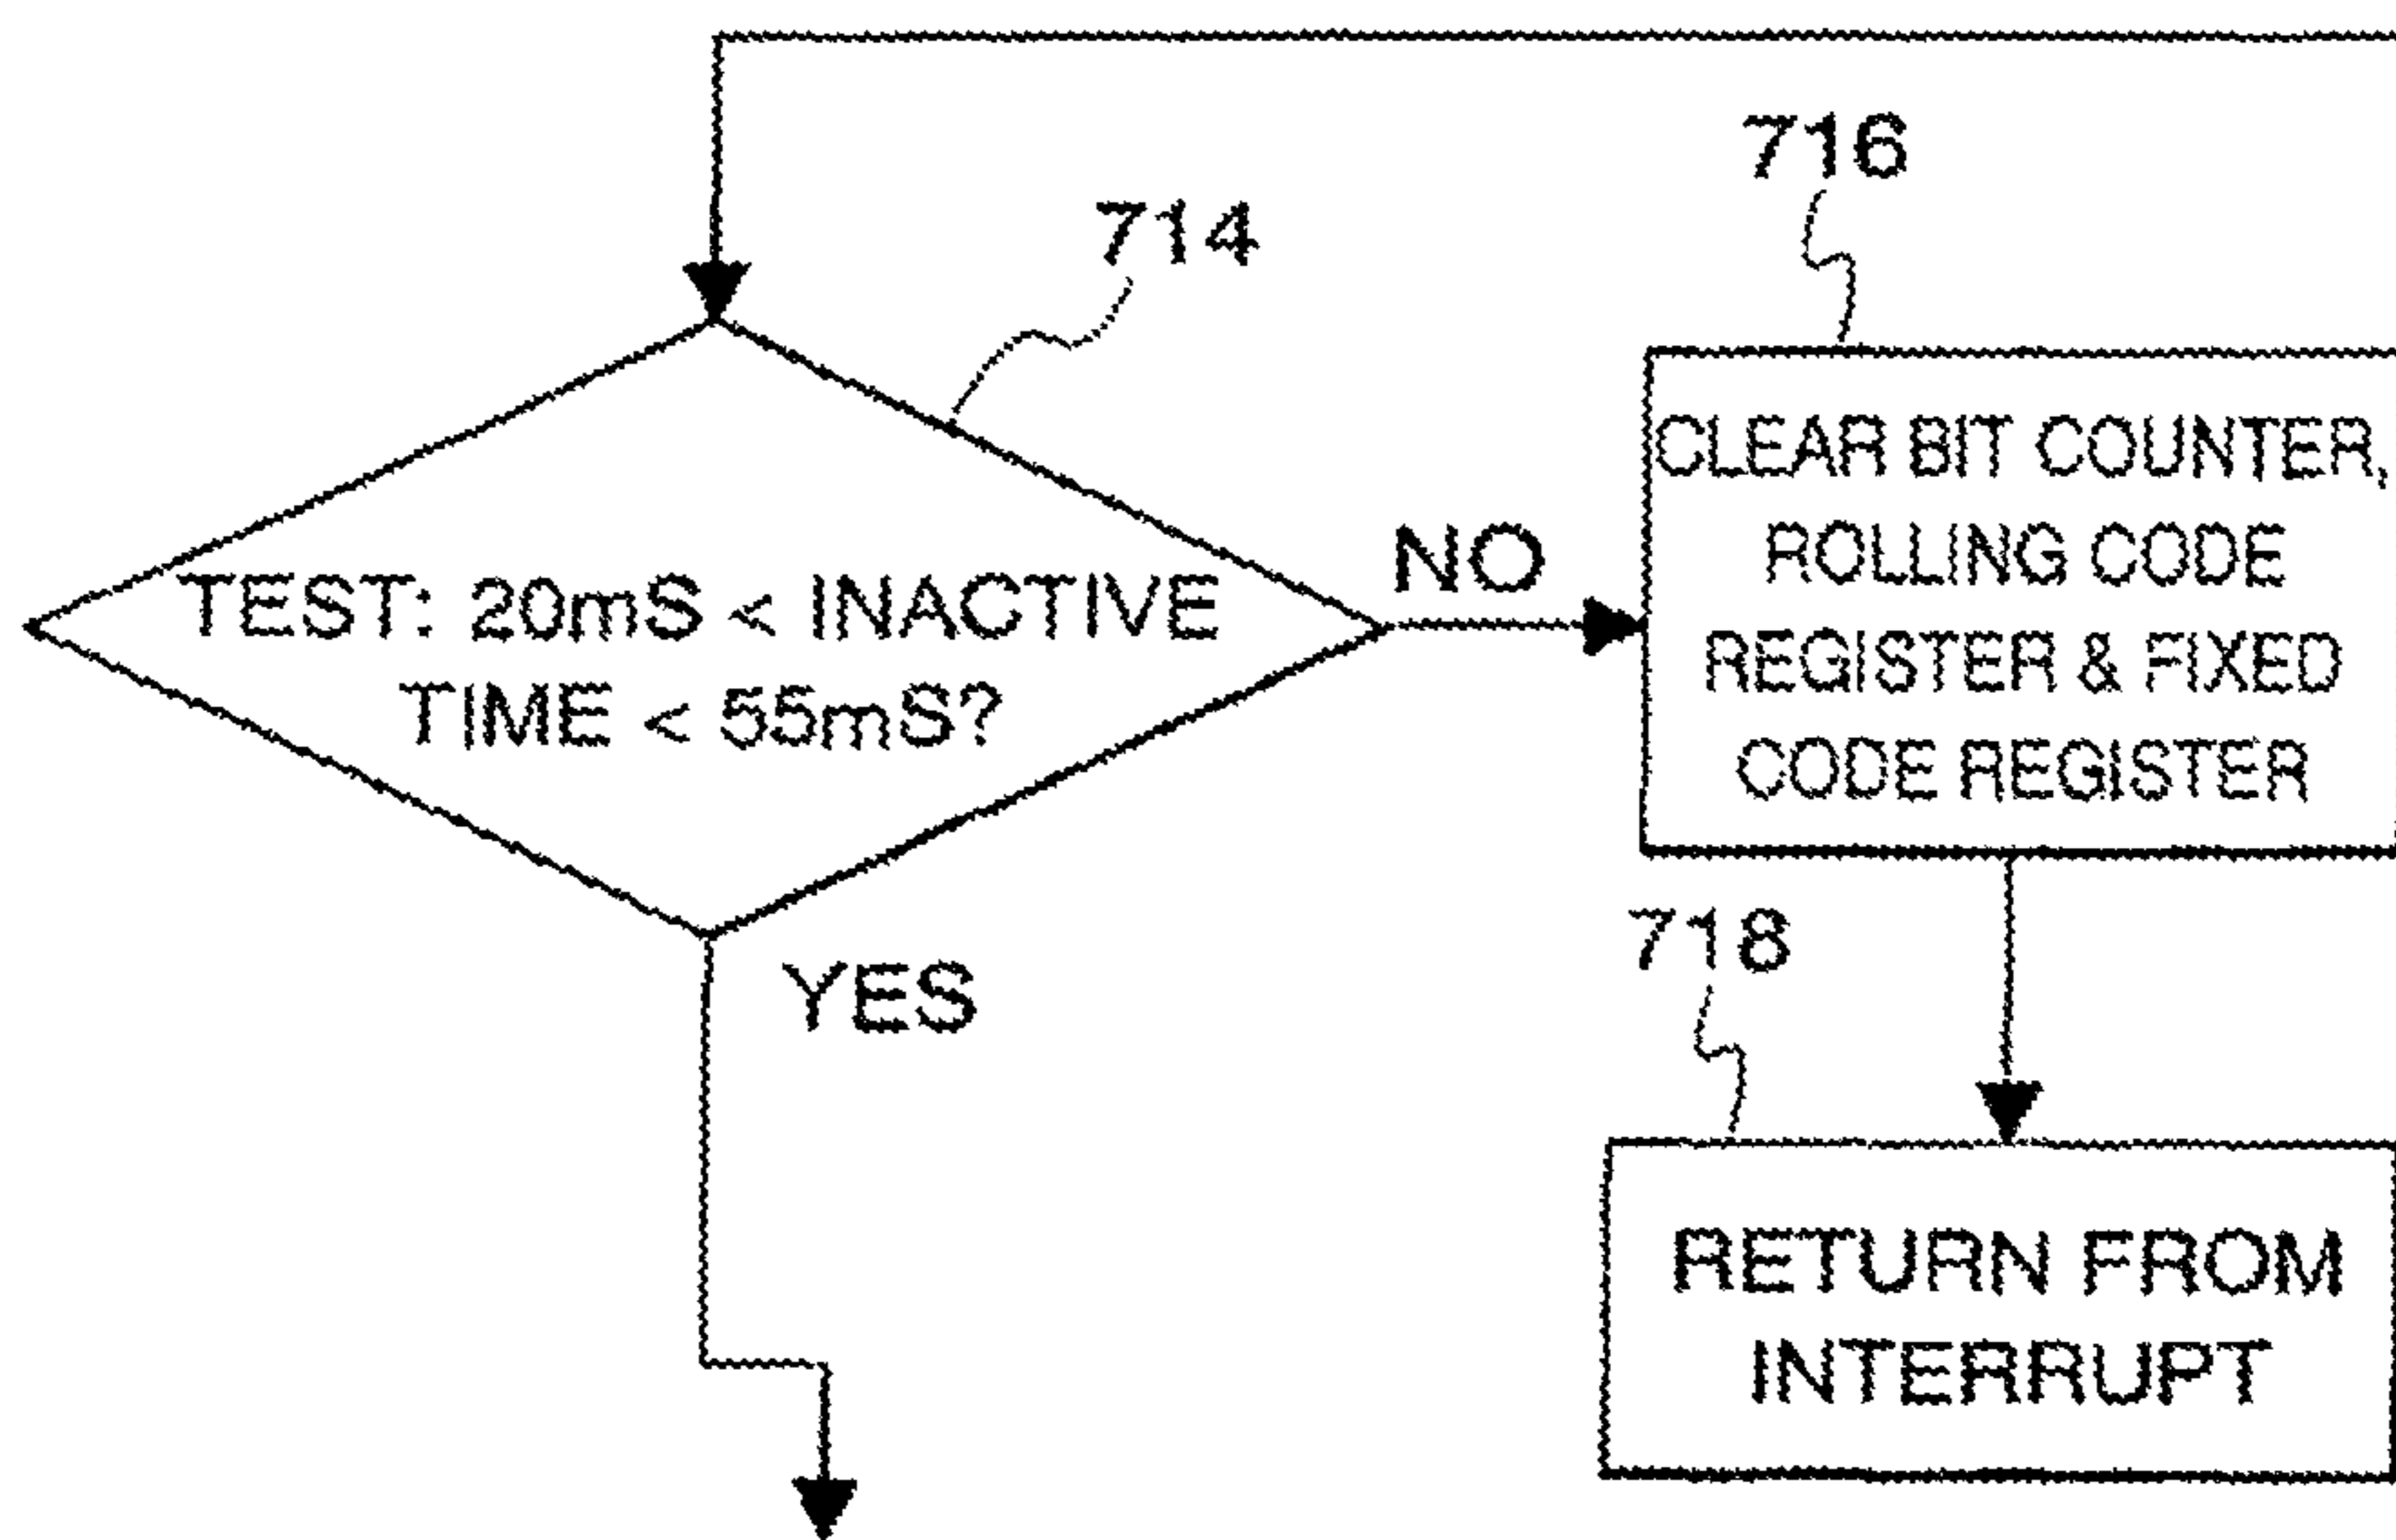 716
714
TEST: 20mS < INACTIVE
TIME < 55mS?
NO
CLEAR BIT COUNTER,
ROLLING CODE
REGISTER & FIXED
CODE REGISTER
YES
718
RETURN FROM
INTERRUPT